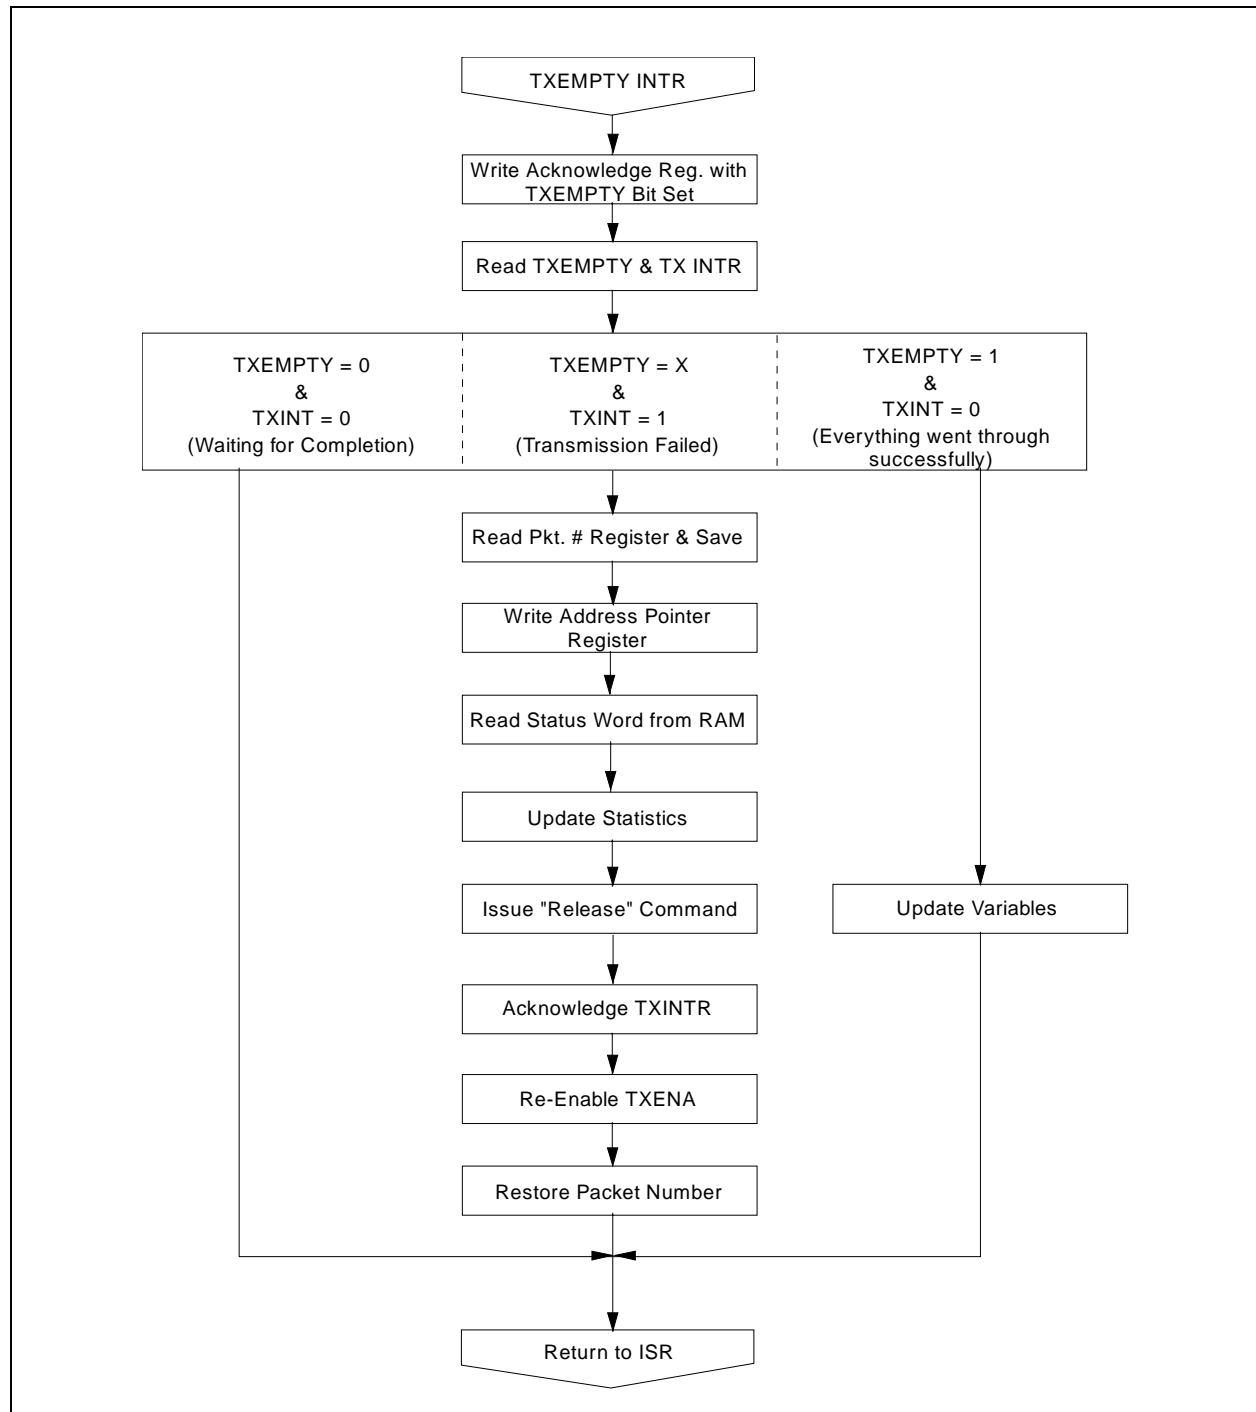 TXEMPTY INTR
Write Acknowledge Reg. with
TXEMPTY Bit Set
Read TXEMPTY & TX INTR
TXEMPTY = 0
&
TXINT = 0
(Waiting for Completion)
TXEMPTY = X
&
TXINT = 1
(Transmission Failed)
TXEMPTY = 1
&
TXINT = 0
(Everything went through
successfully)
Read Pkt. # Register & Save
Write Address Pointer
Register
Read Status Word from RAM
Update Statistics
Issue "Release" Command
Update Variables
Acknowledge TXINTR
Re-Enable TXENA
Restore Packet Number
Return to ISR